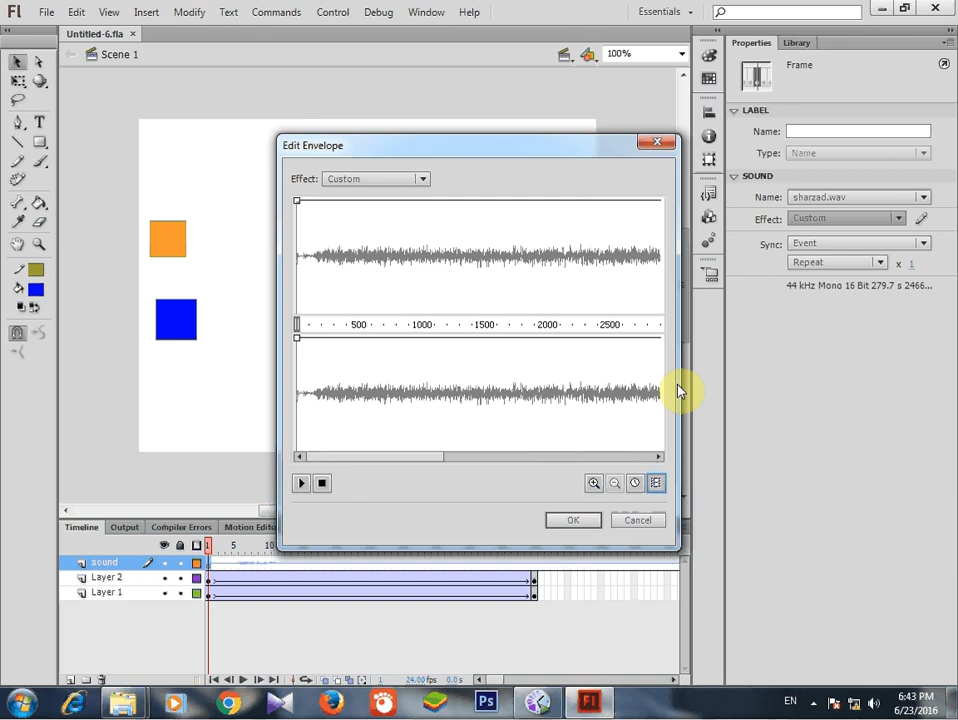 Fl File Edit View Insert Modify Text Commands Control Debug Window Help Essentials
Untitled-6.fla
Scene 1 100%
Properties Library
Frame
LABEL
Name:
Type: Name
SOUND
Name: sharzad.wav
Effect: Custom
Sync: Event
Repeat x 1
44 kHz Mono 16 Bit 279.7 s 2466...
Edit Envelope
Effect: Custom
500 1000 1500 2000 2500
OK Cancel
Timeline Output Compiler Errors Motion Edito
1 5 10
sound
Layer 2
Layer 1
1 24.00 fps 0.0 s
Ps Fl EN 6:43 PM
6/23/2016